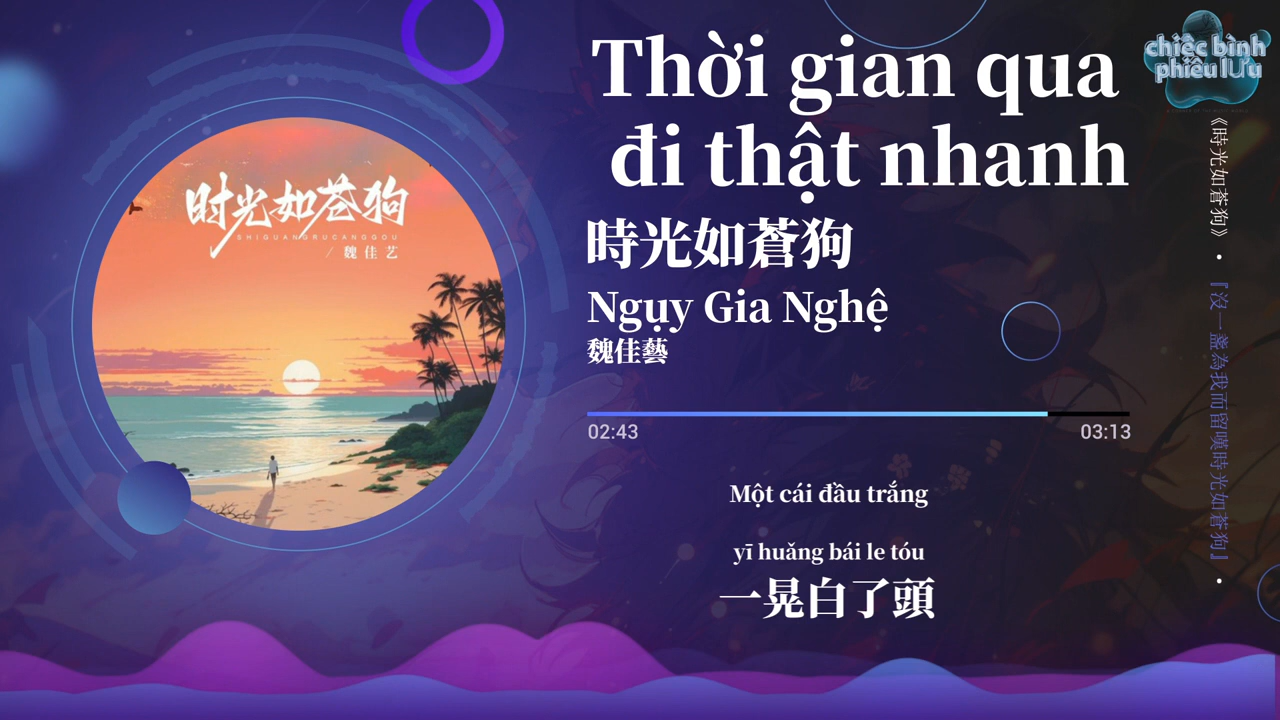 时光如苍狗
SHIGUANGRUCANGGOU
/ 魏佳艺
Thời gian qua
đi thật nhanh
時光如蒼狗
Ngụy Gia Nghệ
魏佳藝
02:43
03:13
Một cái đầu trắng
yī huǎng bái le tóu
一晃白了頭
chiếc bình
phiêu lưu
《時光如蒼狗》 • 『沒一盞為我而留嘆時光如蒼狗』 •